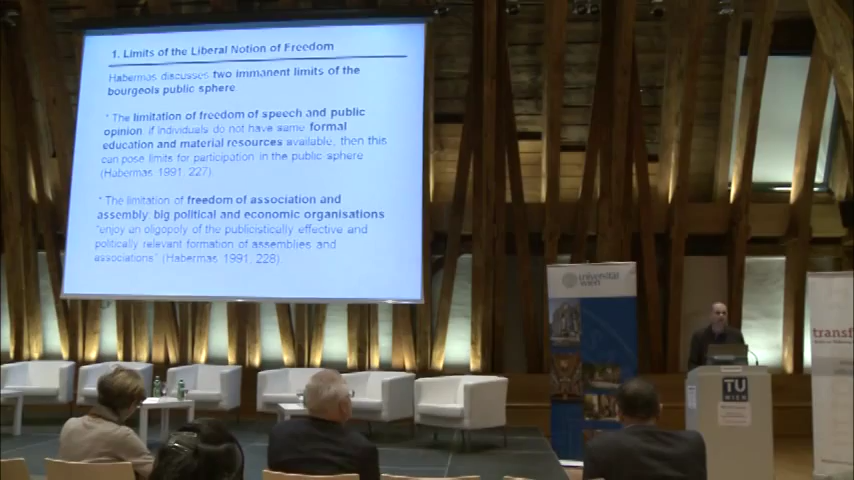 1. Limits of the Liberal Notion of Freedom
Habermas discusses two immanent limits of the
bourgeois public sphere
* The limitation of freedom of speech and public
opinion: if individuals do not have same formal
education and material resources available, then this
can pose limits for participation in the public sphere
(Habermas 1991, 227).
* The limitation of freedom of association and
assembly: big political and economic organisations
"enjoy an oligopoly of the publicistically effective and
politically relevant formation of assemblies and
associations" (Habermas 1991, 228).
universität
wien
TU
WIEN
transf